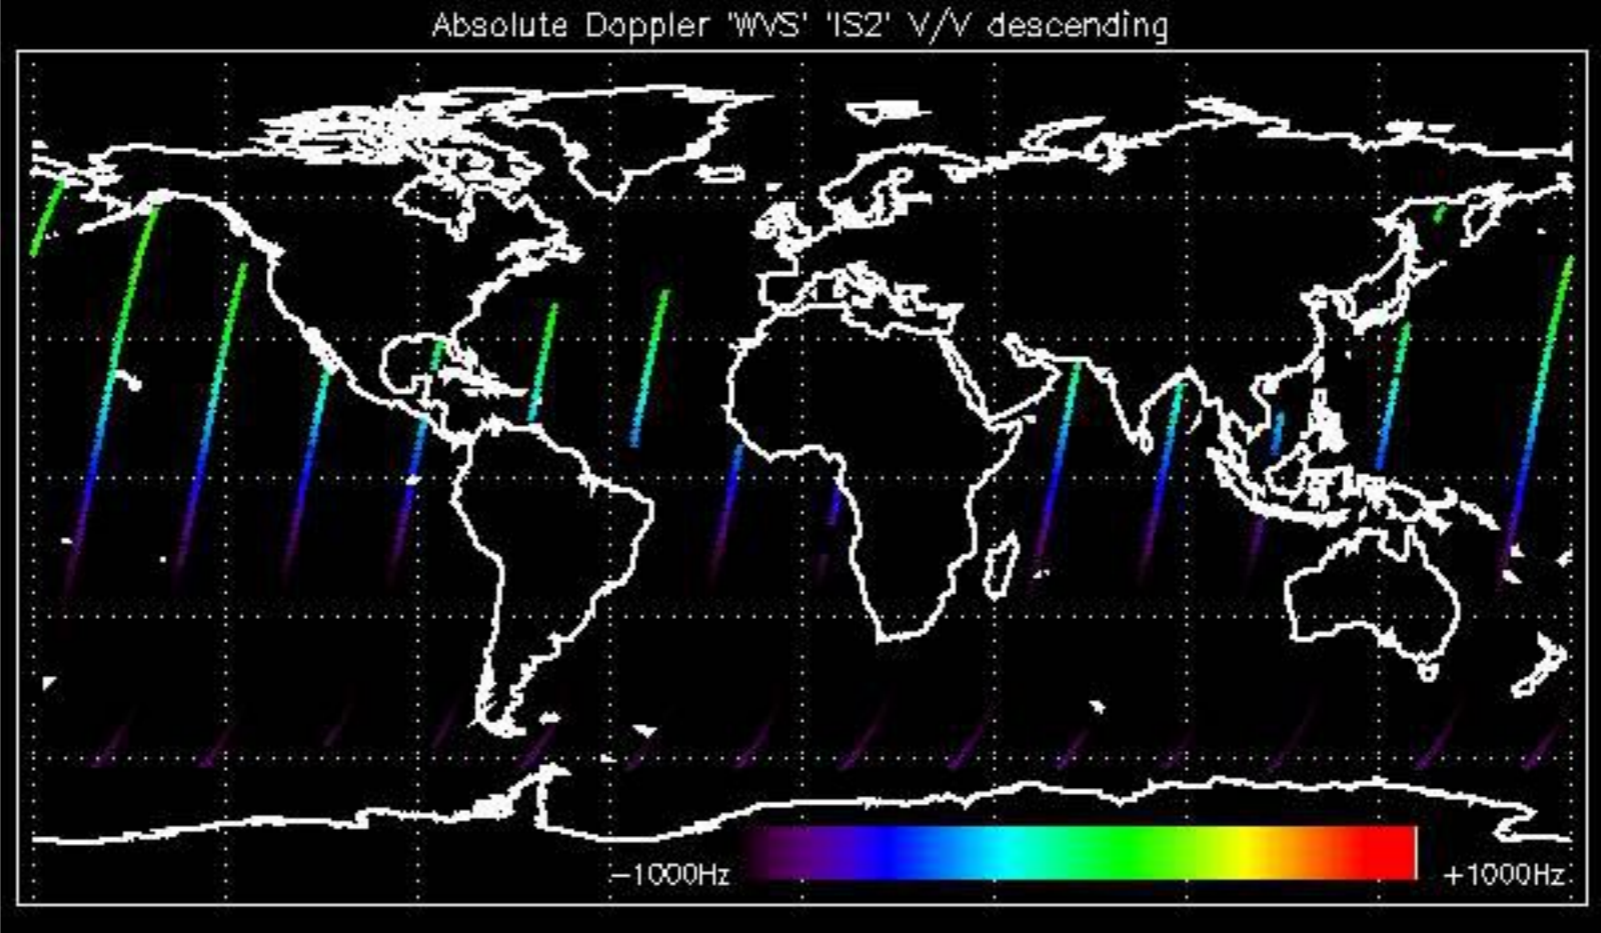 Absolute Doppler 'WVS' 'IS2' V/V descending
−1000Hz +1000Hz